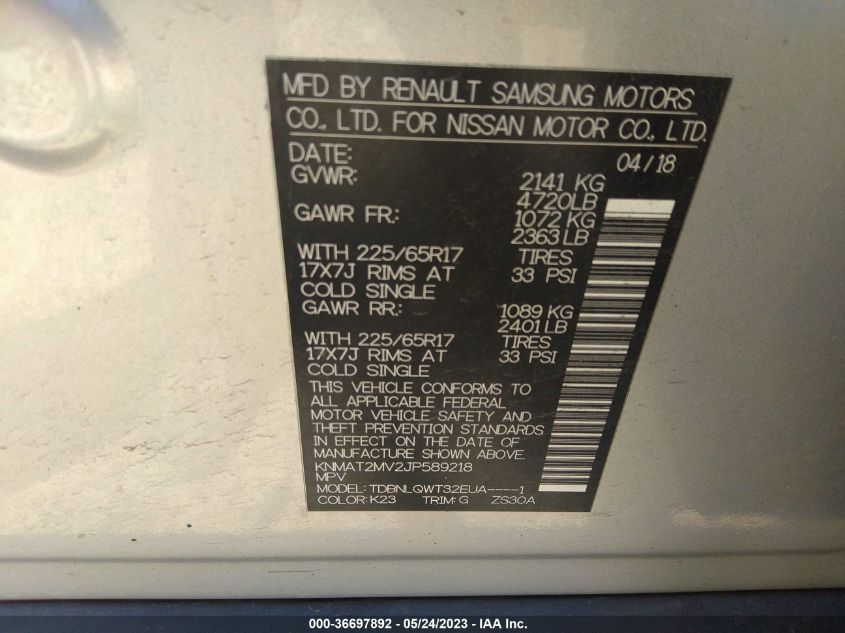 MFD BY RENAULT SAMSUNG MOTORS
CO., LTD. FOR NISSAN MOTOR CO., LTD.
DATE: 04/18
GVWR: 2141 KG
4720LB
GAWR FR.: 1072 KG
2363LB
WITH 225/65R17 TIRES
17X7J RIMS AT 33 PSI
COLD SINGLE
GAWR RR.: 1089 KG
2401LB
WITH 225/65R17 TIRES
17X7J RIMS AT 33 PSI
COLD SINGLE
THIS VEHICLE CONFORMS TO
ALL APPLICABLE FEDERAL
MOTOR VEHICLE SAFETY AND
THEFT PREVENTION STANDARDS
IN EFFECT ON THE DATE OF
MANUFACTURE SHOWN ABOVE.
KNMAT2MV2JP589218
MPV
MODEL: TDBNLQWT32EUA----1
COLOR: K23 TRIM: G ZS30A
000-36697892 - 05/24/2023 - IAA Inc.